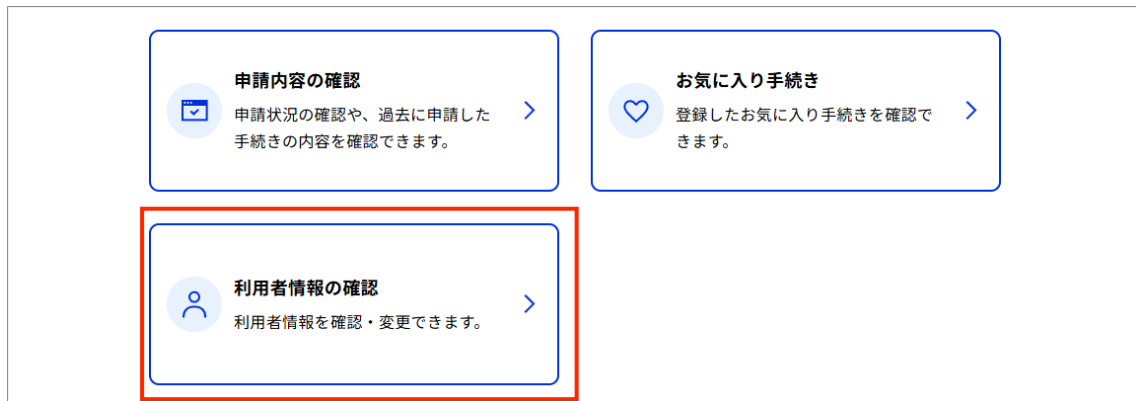 申請内容の確認
申請状況の確認や、過去に申請した
手続きの内容を確認できます。
お気に入り手続き
登録したお気に入り手続きを確認で
きます。
利用者情報の確認
利用者情報を確認・変更できます。